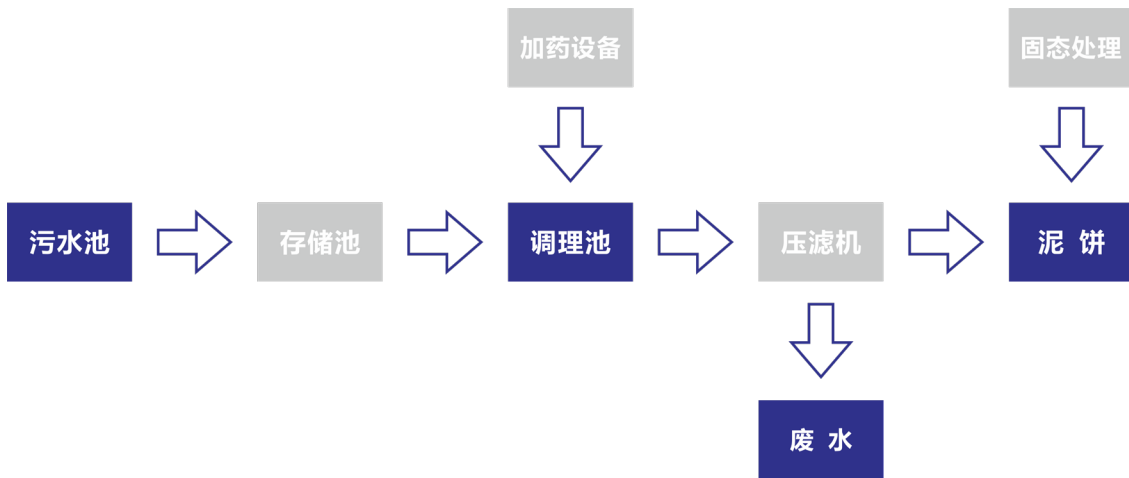 加药设备
固态处理
污水池
存储池
调理池
压滤机
泥 饼
废 水